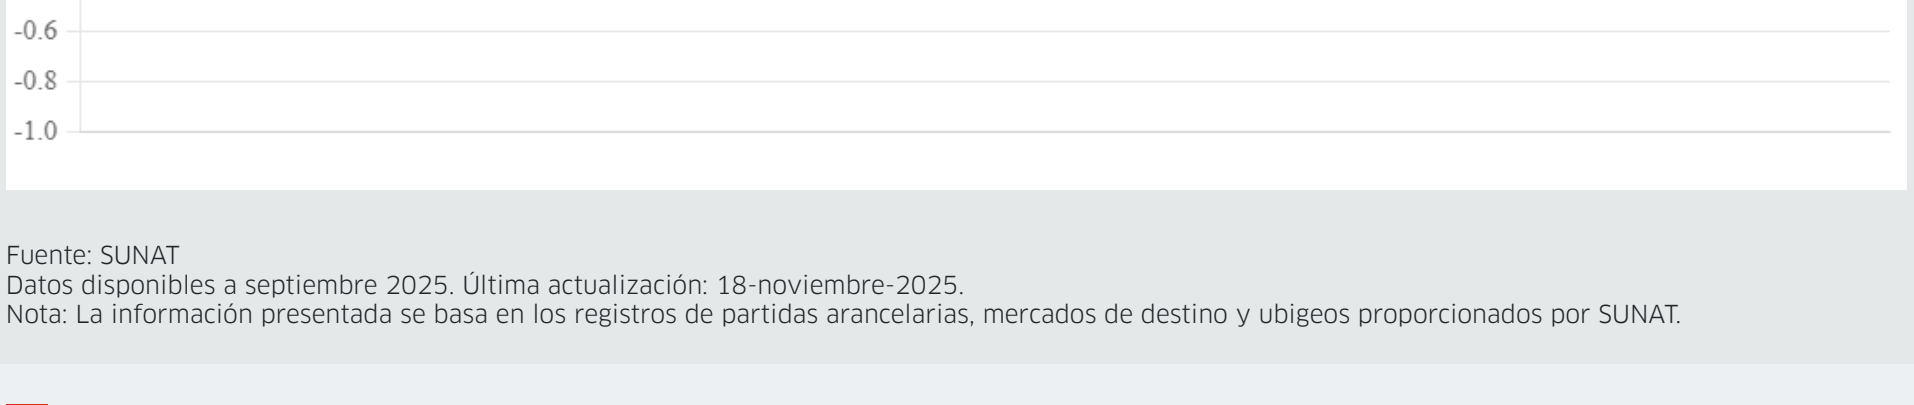 -0.6
-0.8
-1.0
Fuente: SUNAT
Datos disponibles a septiembre 2025. Última actualización: 18-noviembre-2025.
Nota: La información presentada se basa en los registros de partidas arancelarias, mercados de destino y ubigeos proporcionados por SUNAT.